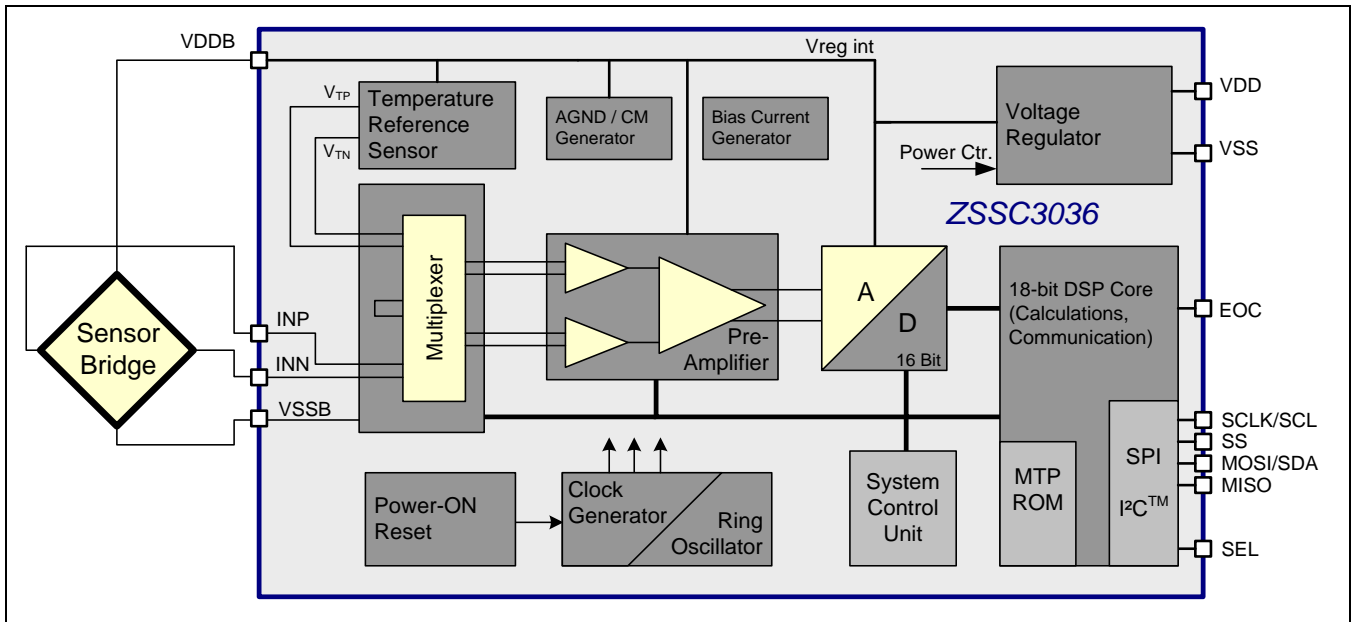 VDDB
Vreg int
VTP
Temperature
Reference
Sensor
VTN
AGND / CM
Generator
Bias Current
Generator
Voltage
Regulator
Power Ctr.
VDD
VSS
ZSSC3036
Multiplexer
Pre-
Amplifier
A
D
16 Bit
18-bit DSP Core
(Calculations,
Communication)
EOC
Sensor
Bridge
INP
INN
VSSB
Power-ON
Reset
Clock
Generator
Ring
Oscillator
System
Control
Unit
MTP
ROM
SPI
I²C™
SCLK/SCL
SS
MOSI/SDA
MISO
SEL